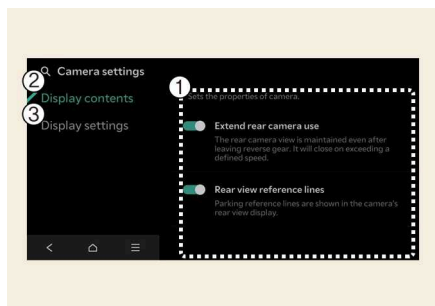 Camera settings
①
②
Display contents
Sets the properties of camera.
③
Display settings
Extend rear camera use
The rear camera view is maintained even after
leaving reverse gear. It will close on exceeding a
defined speed.
Rear view reference lines
Parking reference lines are shown in the camera's
rear view display.